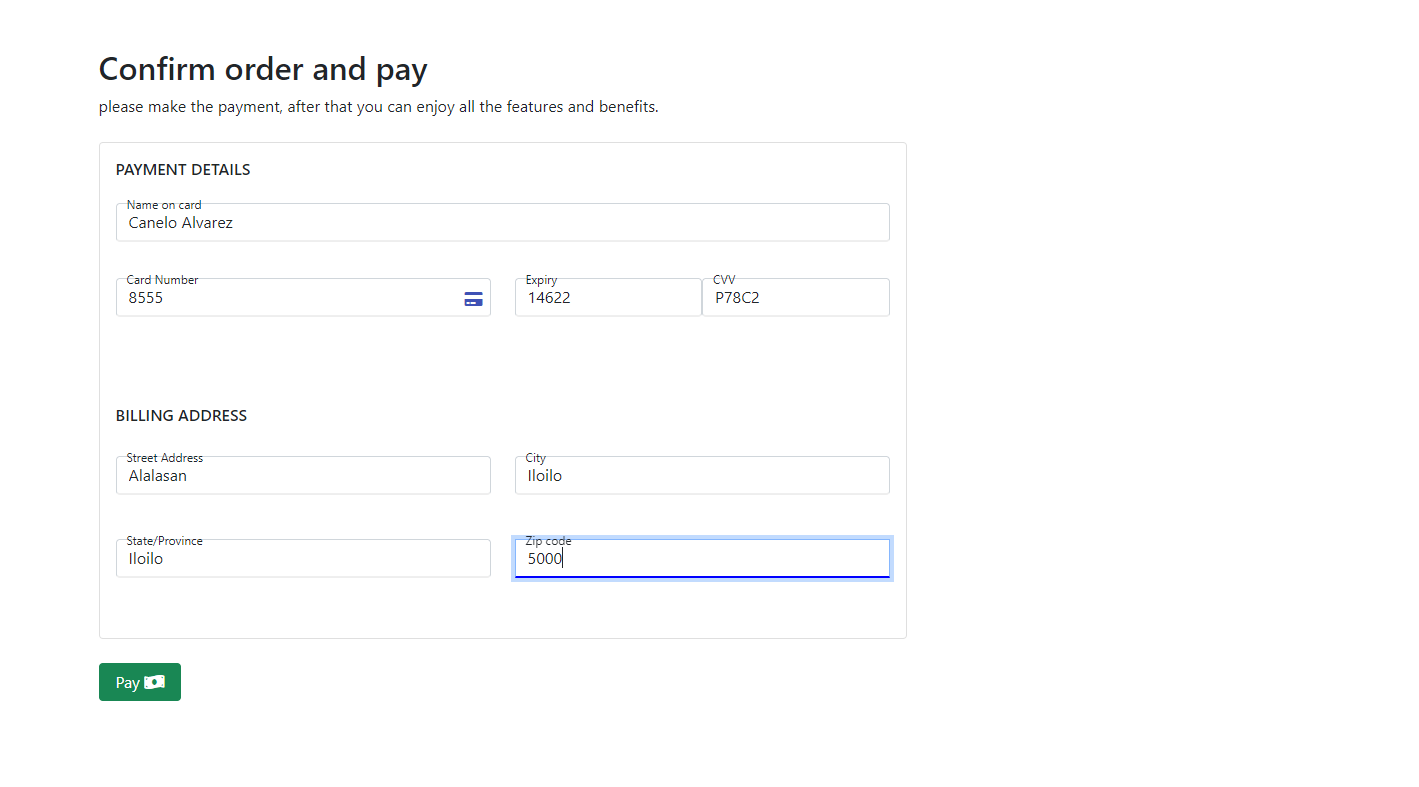 Confirm order and pay
please make the payment, after that you can enjoy all the features and benefits.
PAYMENT DETAILS
Name on card
Canelo Alvarez
Card Number
8555
Expiry
14622
CVV
P78C2
BILLING ADDRESS
Street Address
Alalasan
City
Iloilo
State/Province
Iloilo
Zip code
5000
Pay